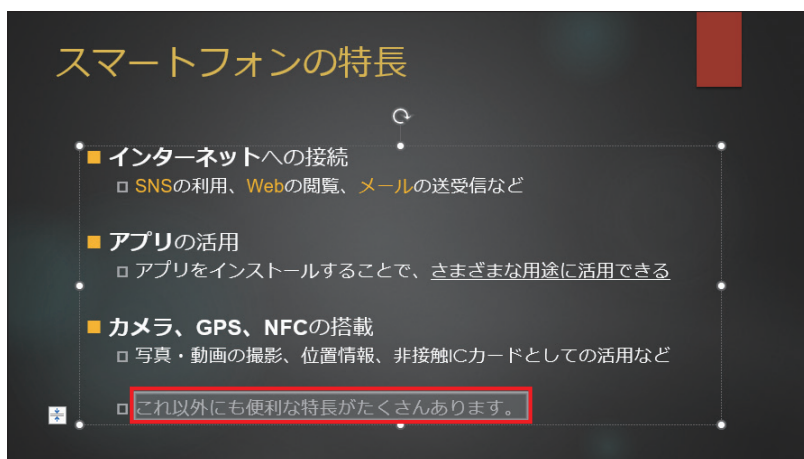 スマートフォンの特長
インターネットへの接続
SNSの利用、Webの閲覧、メールの送受信など
アプリの活用
アプリをインストールすることで、さまざまな用途に活用できる
カメラ、GPS、NFCの搭載
写真・動画の撮影、位置情報、非接触ICカードとしての活用など
これ以外にも便利な特長がたくさんあります。